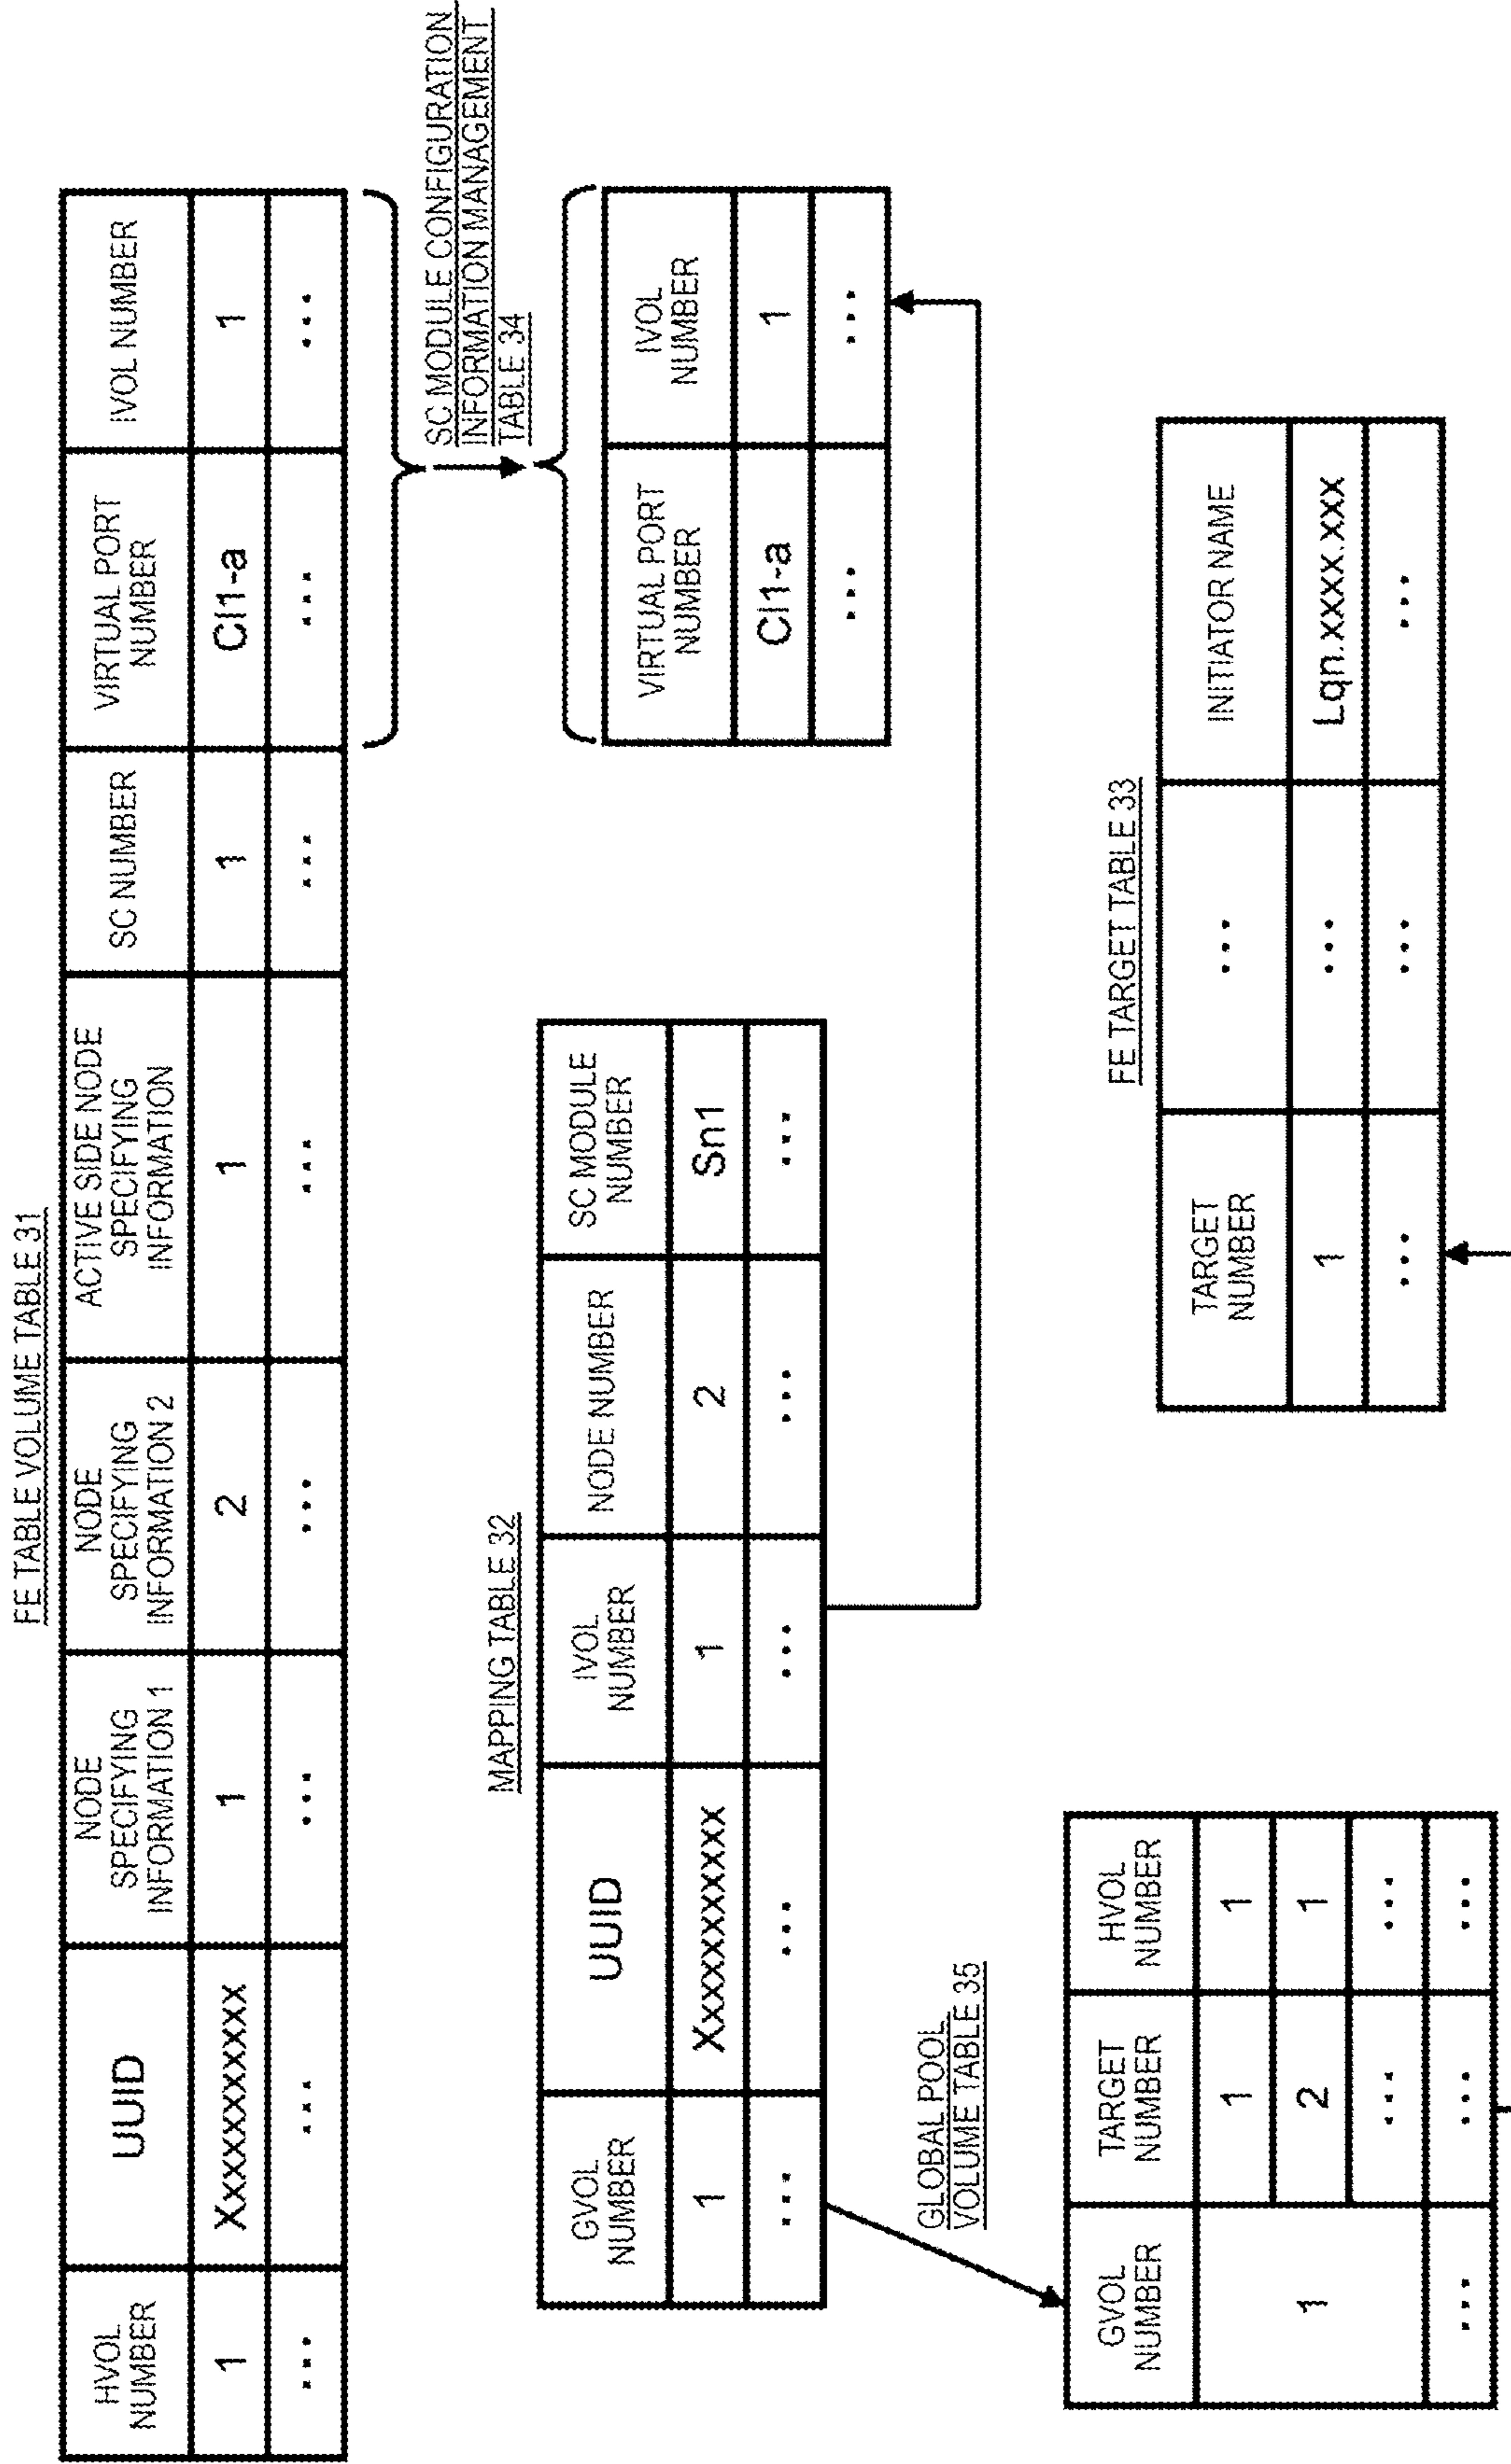 FE TABLE VOLUME TABLE 31
HVOL
NUMBER
UUID
NODE
SPECIFYING
INFORMATION 1
NODE
SPECIFYING
INFORMATION 2
ACTIVE SIDE NODE
SPECIFYING
INFORMATION
SC NUMBER
VIRTUAL PORT
NUMBER
IVOL NUMBER
1
Xxxxxxxxxx
1
2
1
1
Cl1-a
1
...
...
...
...
...
...
...
...
SC MODULE CONFIGURATION
INFORMATION MANAGEMENT
TABLE 34
VIRTUAL PORT
NUMBER
IVOL
NUMBER
Cl1-a
1
...
...
MAPPING TABLE 32
GVOL
NUMBER
UUID
IVOL
NUMBER
NODE NUMBER
SC MODULE
NUMBER
1
Xxxxxxxxxx
1
2
Sn1
...
...
...
...
...
GLOBAL POOL
VOLUME TABLE 35
GVOL
NUMBER
TARGET
NUMBER
HVOL
NUMBER
1
1
1
2
1
...
...
...
...
...
FE TARGET TABLE 33
TARGET
NUMBER
...
INITIATOR NAME
1
...
Lqn.xxxx.xxx
...
...
...